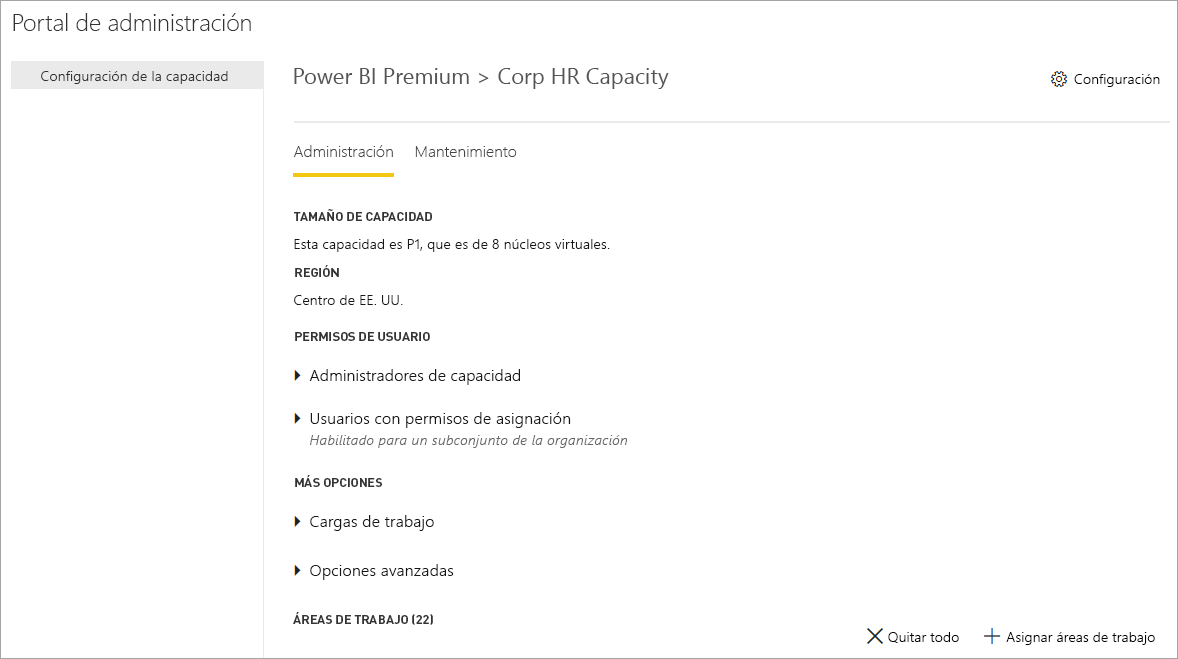 Portal de administración
Configuración de la capacidad
Power BI Premium > Corp HR Capacity
Configuración
Administración
Mantenimiento
TAMAÑO DE CAPACIDAD
Esta capacidad es P1, que es de 8 núcleos virtuales.
REGIÓN
Centro de EE. UU.
PERMISOS DE USUARIO
Administradores de capacidad
Usuarios con permisos de asignación
Habilitado para un subconjunto de la organización
MÁS OPCIONES
Cargas de trabajo
Opciones avanzadas
ÁREAS DE TRABAJO (22)
Quitar todo
Asignar áreas de trabajo